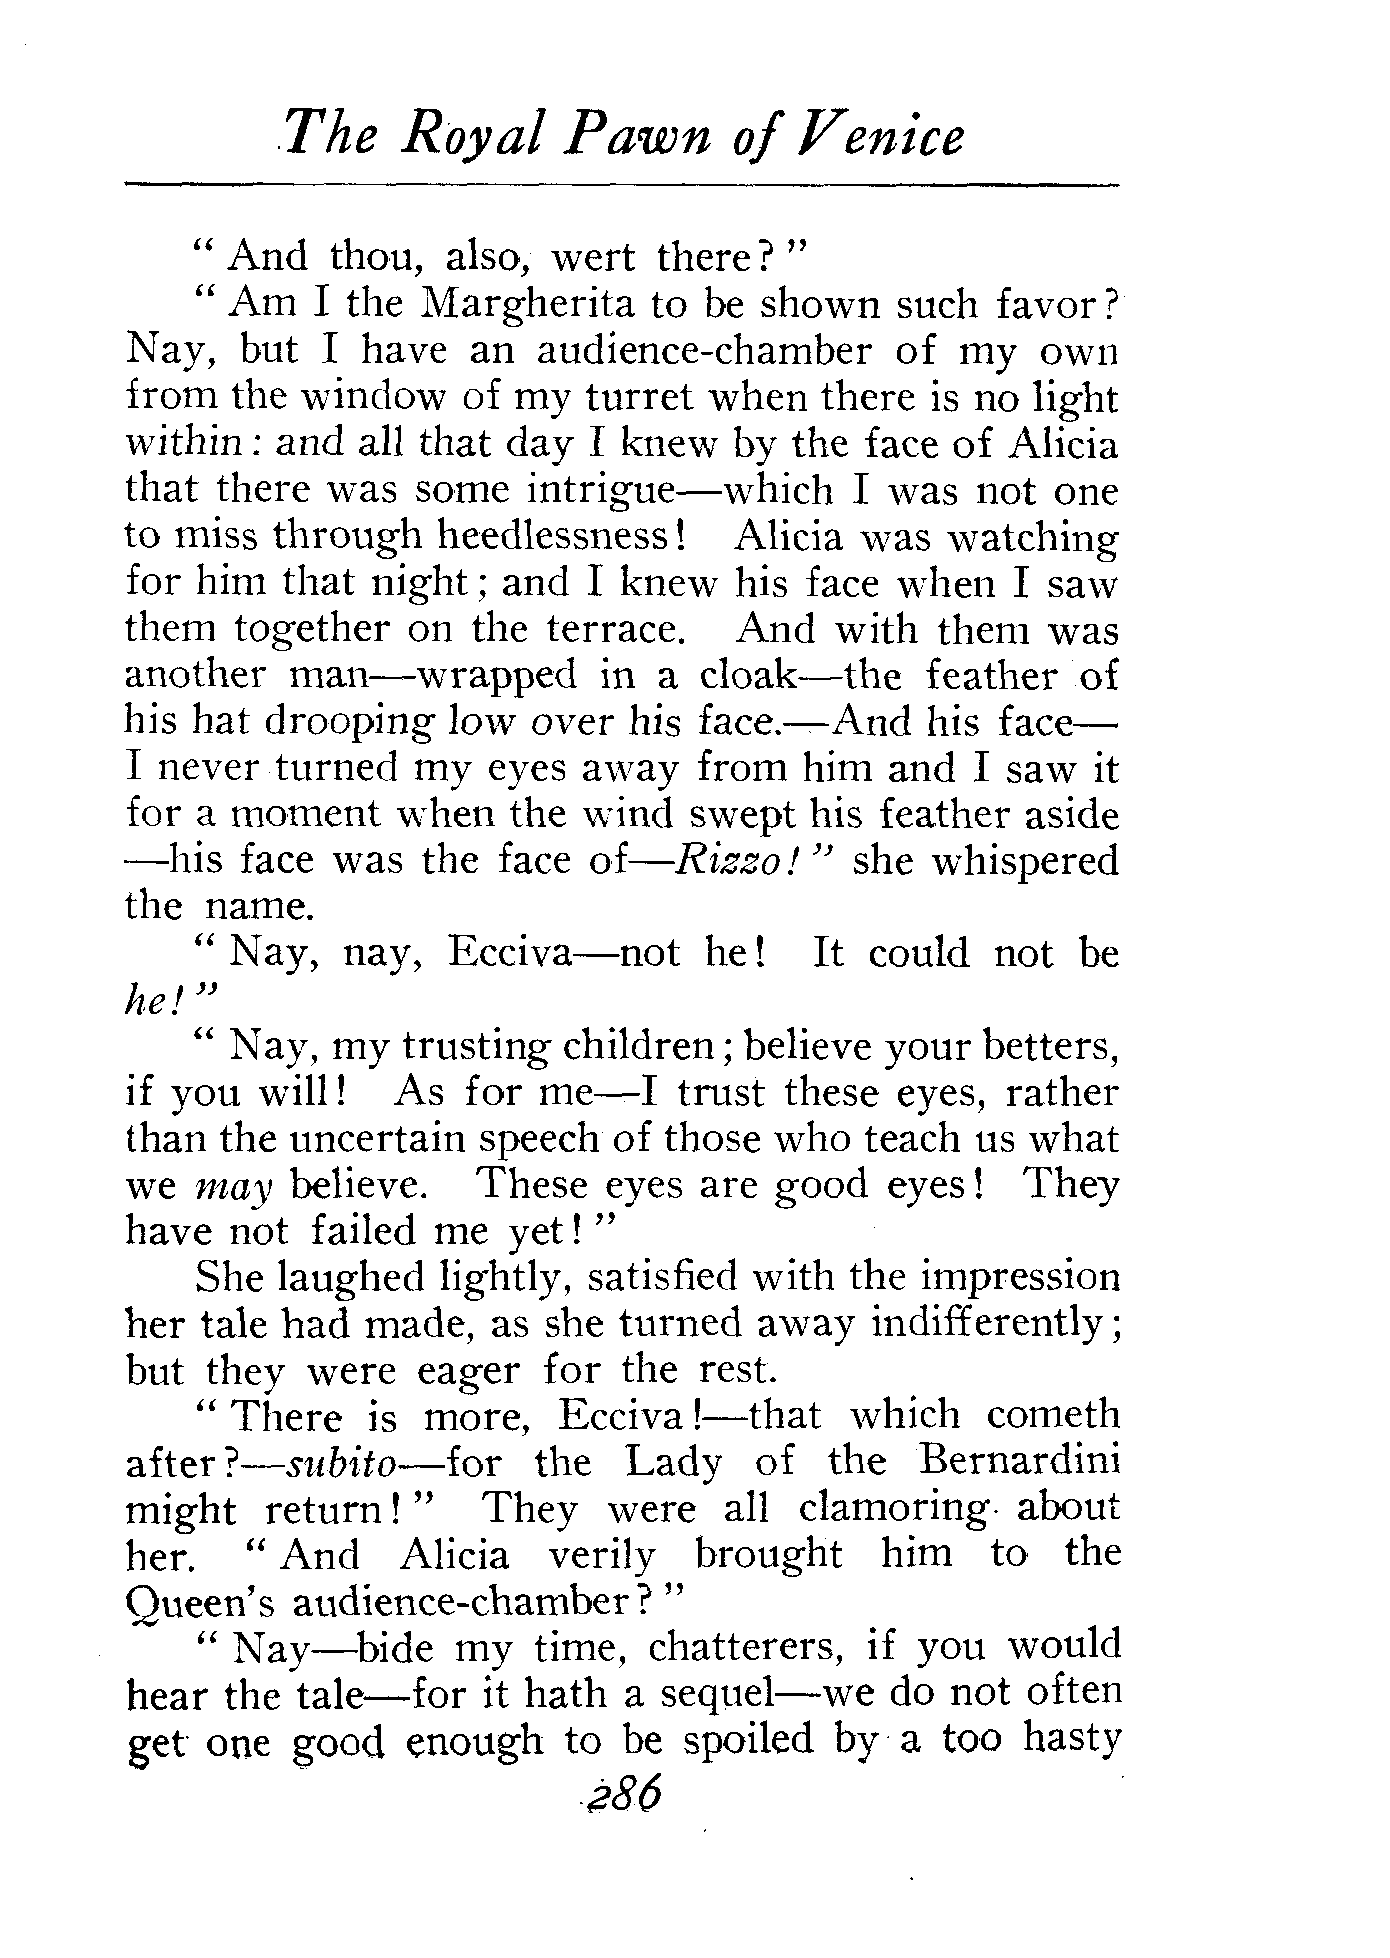 The Royal Pawn of Venice
" And thou, also, wert there? "
" Am I the Margherita to be shown such favor?
Nay, but I have an audience-chamber of my own
from the window of my turret when there is no light
within: and all that day I knew by the face of Alicia
that there was some intrigue—which I was not one
to miss through heedlessness! Alicia was watching
for him that night; and I knew his face when I saw
them together on the terrace. And with them was
another man—wrapped in a cloak—the feather of
his hat drooping low over his face.—And his face—
I never turned my eyes away from him and I saw it
for a moment when the wind swept his feather aside
—his face was the face of—Rizzo! " she whispered
the name.
" Nay, nay, Ecciva—not he! It could not be
he! "
" Nay, my trusting children; believe your betters,
if you will! As for me—I trust these eyes, rather
than the uncertain speech of those who teach us what
we may believe. These eyes are good eyes! They
have not failed me yet! "
She laughed lightly, satisfied with the impression
her tale had made, as she turned away indifferently;
but they were eager for the rest.
" There is more, Ecciva!—that which cometh
after?—subito—for the Lady of the Bernardini
might return! " They were all clamoring about
her. " And Alicia verily brought him to the
Queen's audience-chamber? "
" Nay—bide my time, chatterers, if you would
hear the tale—for it hath a sequel—we do not often
get one good enough to be spoiled by a too hasty
286